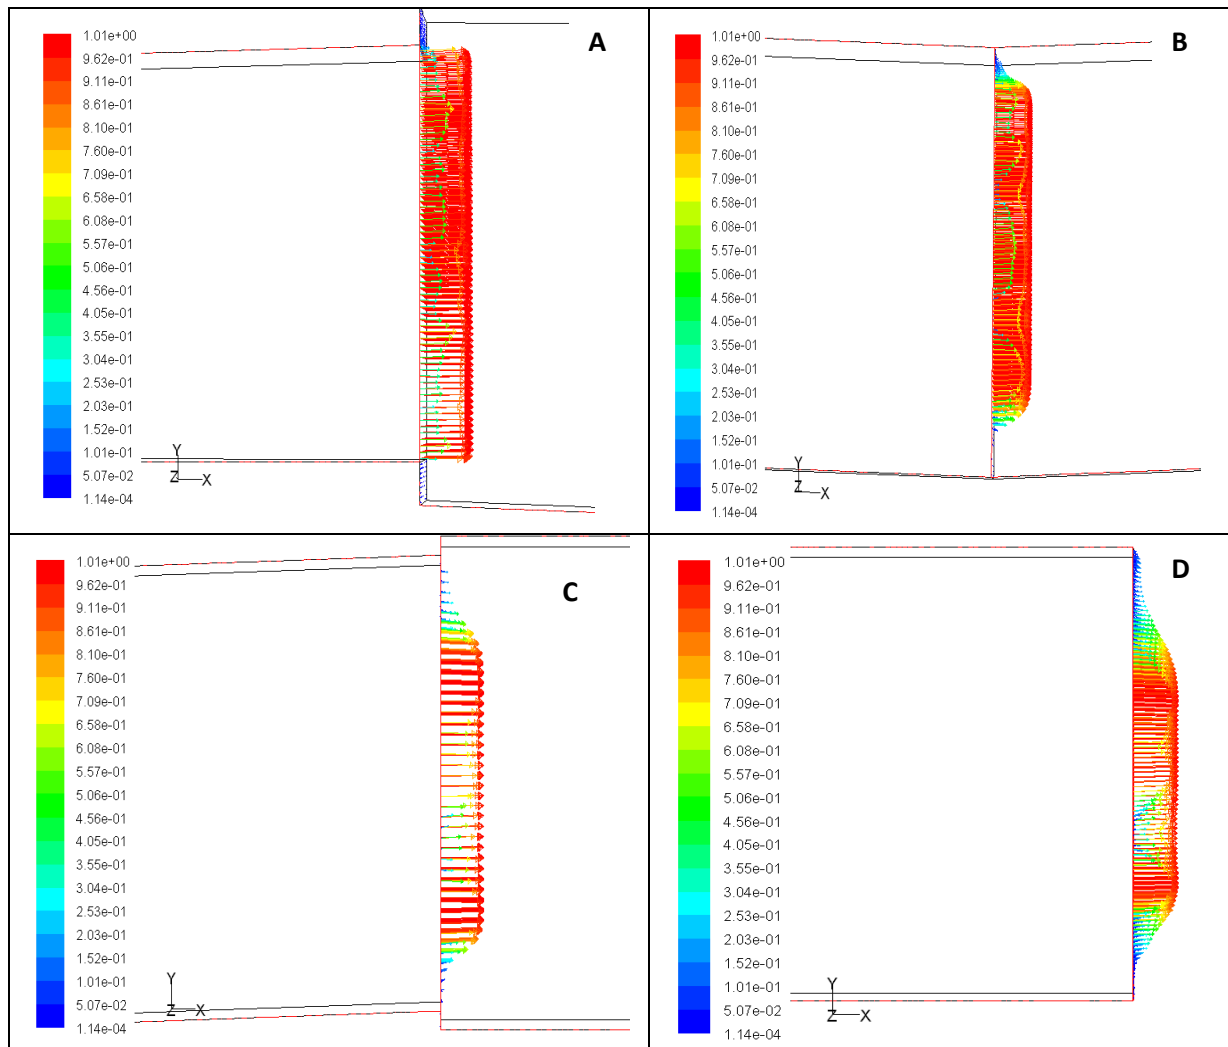 A
1.01e+00
9.62e-01
9.11e-01
8.61e-01
8.10e-01
7.60e-01
7.09e-01
6.58e-01
6.08e-01
5.57e-01
5.06e-01
4.56e-01
4.05e-01
3.55e-01
3.04e-01
2.53e-01
2.03e-01
1.52e-01
1.01e-01
5.07e-02
1.14e-04
Y
Z X
B
1.01e+00
9.62e-01
9.11e-01
8.61e-01
8.10e-01
7.60e-01
7.09e-01
6.58e-01
6.08e-01
5.57e-01
5.06e-01
4.56e-01
4.05e-01
3.55e-01
3.04e-01
2.53e-01
2.03e-01
1.52e-01
1.01e-01
5.07e-02
1.14e-04
Y
Z X
C
1.01e+00
9.62e-01
9.11e-01
8.61e-01
8.10e-01
7.60e-01
7.09e-01
6.58e-01
6.08e-01
5.57e-01
5.06e-01
4.56e-01
4.05e-01
3.55e-01
3.04e-01
2.53e-01
2.03e-01
1.52e-01
1.01e-01
5.07e-02
1.14e-04
Y
Z X
D
1.01e+00
9.62e-01
9.11e-01
8.61e-01
8.10e-01
7.60e-01
7.09e-01
6.58e-01
6.08e-01
5.57e-01
5.06e-01
4.56e-01
4.05e-01
3.55e-01
3.04e-01
2.53e-01
2.03e-01
1.52e-01
1.01e-01
5.07e-02
1.14e-04
Y
Z X